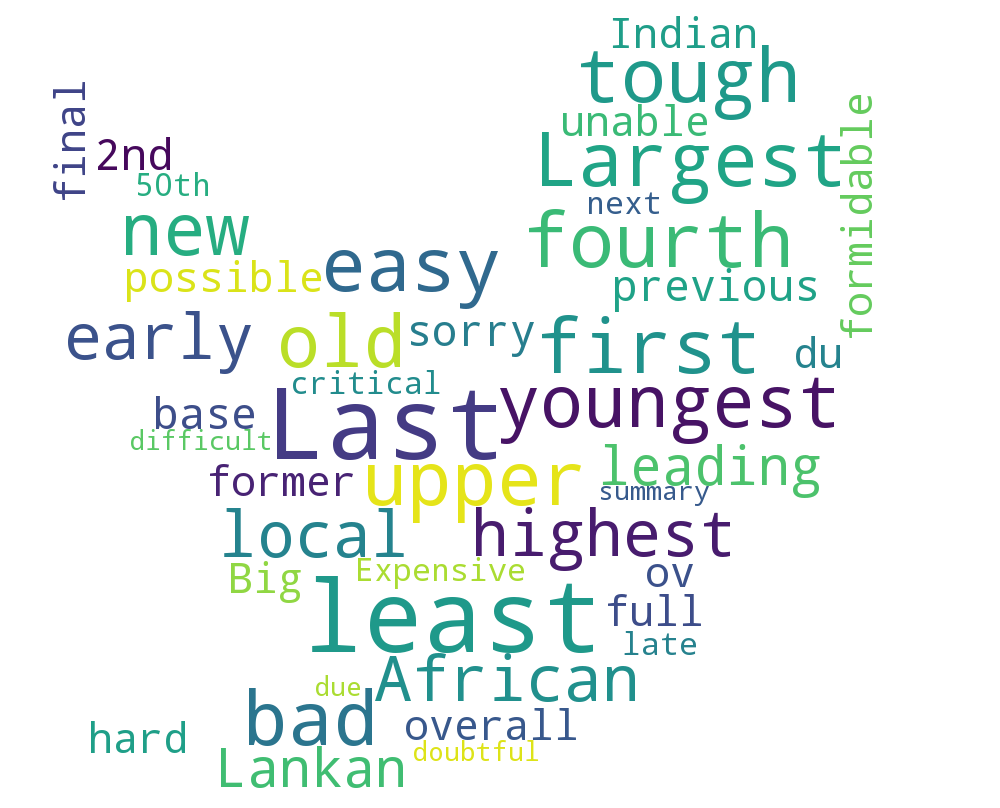 Indian
tough
final
unable
formidable
2nd
Largest
50th
next
new
fourth
easy
possible
previous
early
old
sorry
first
du
critical
youngest
base
Last
difficult
former
upper
leading
summary
local
highest
Big
Expensive
ov
least
full
late
African
due
bad
overall
hard
doubtful
Lankan